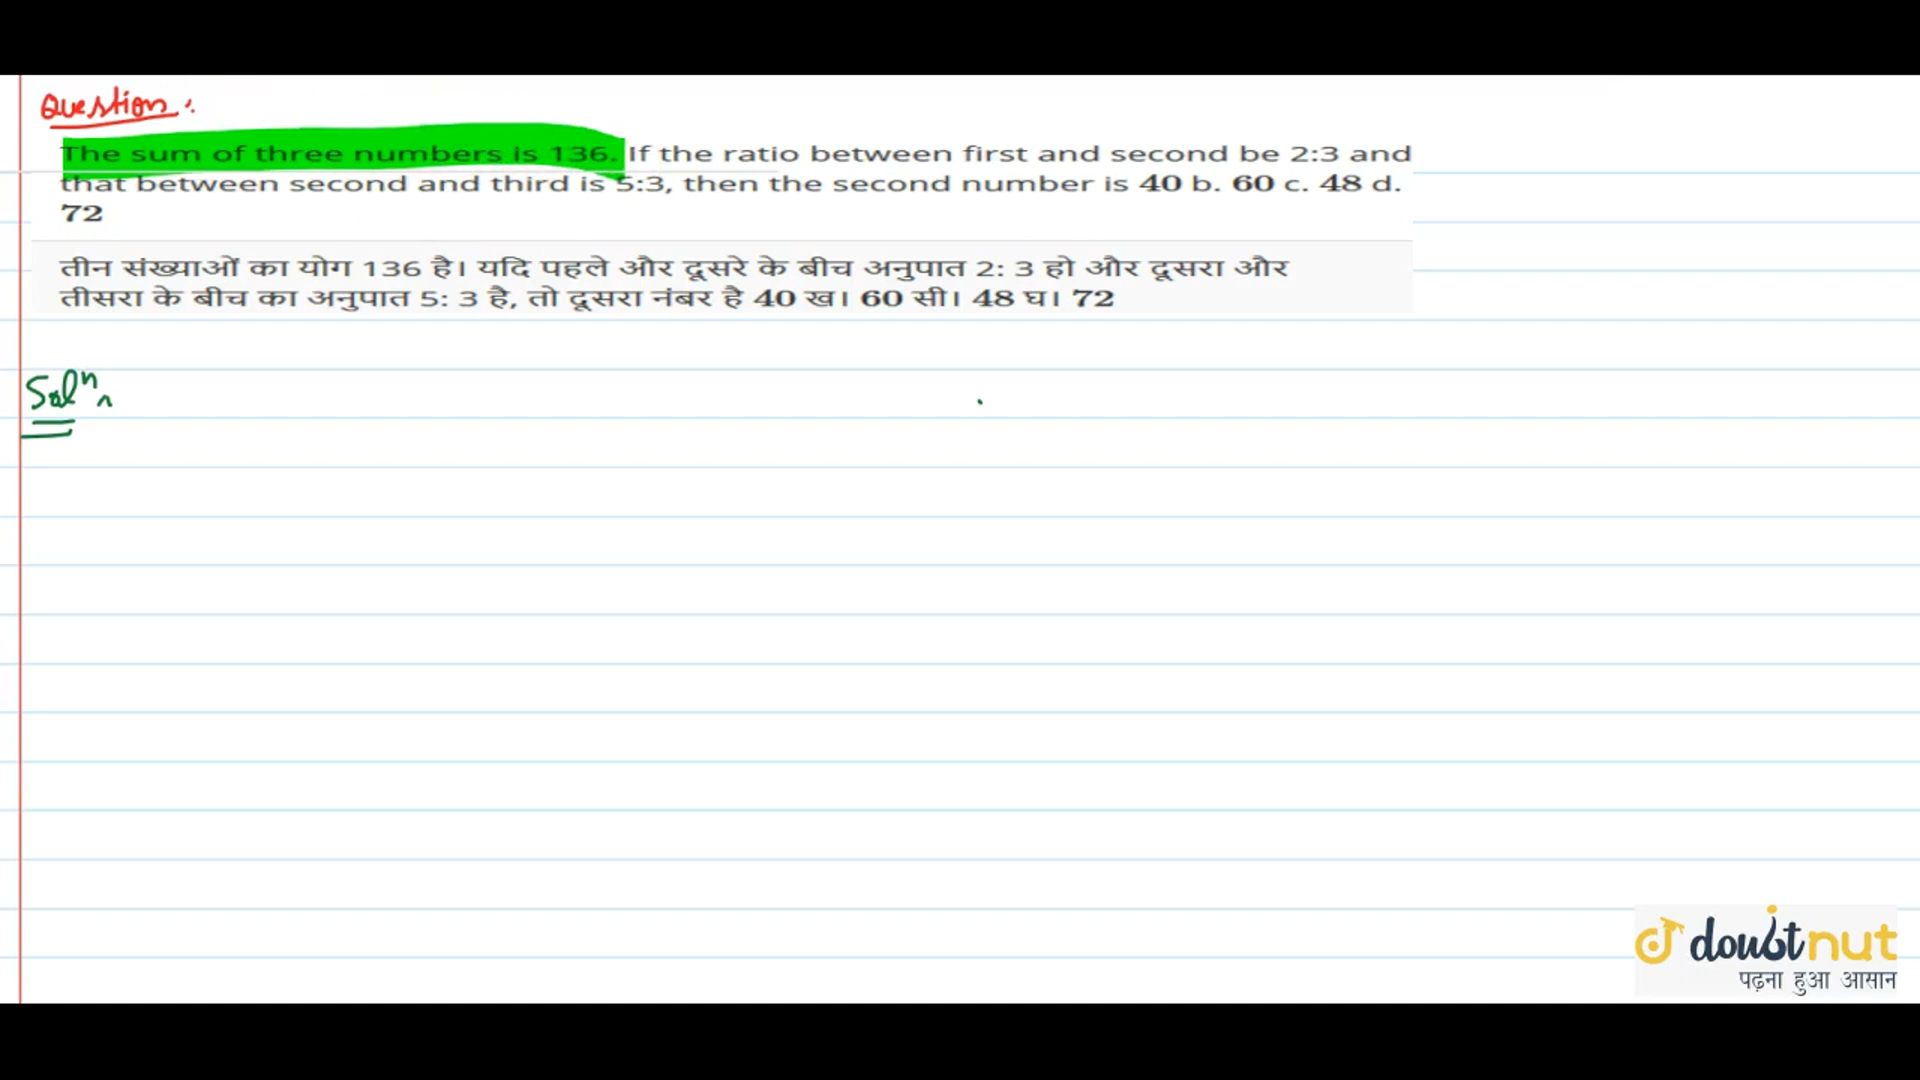 Question :
The sum of three numbers is 136. If the ratio between first and second be 2:3 and
that between second and third is 5:3, then the second number is 40 b. 60 c. 48 d.
72
तीन संख्याओं का योग 136 है। यदि पहले और दूसरे के बीच अनुपात 2: 3 हो और दूसरा और
तीसरा के बीच का अनुपात 5: 3 है, तो दूसरा नंबर है 40 ख। 60 सी। 48 घ। 72
Solⁿ
doubtnut
पढ़ना हुआ आसान